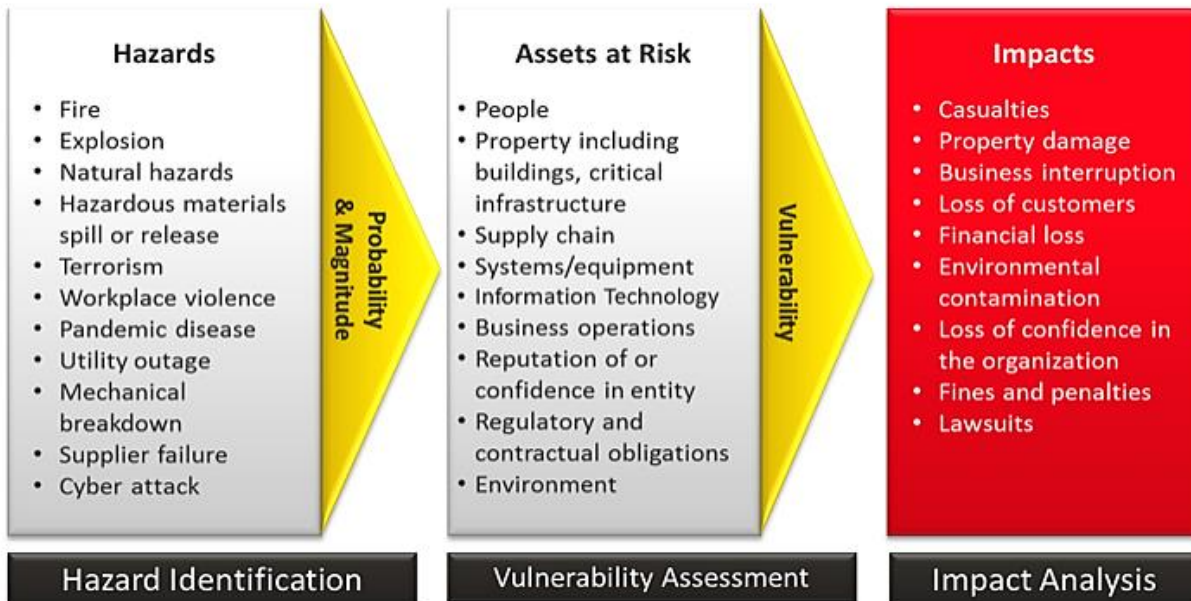 Hazards
• Fire
• Explosion
• Natural hazards
• Hazardous materials
spill or release
• Terrorism
• Workplace violence
• Pandemic disease
• Utility outage
• Mechanical
breakdown
• Supplier failure
• Cyber attack
Probability
& Magnitude
Assets at Risk
• People
• Property including
buildings, critical
infrastructure
• Supply chain
• Systems/equipment
• Information Technology
• Business operations
• Reputation of or
confidence in entity
• Regulatory and
contractual obligations
• Environment
Vulnerability
Impacts
• Casualties
• Property damage
• Business interruption
• Loss of customers
• Financial loss
• Environmental
contamination
• Loss of confidence in
the organization
• Fines and penalties
• Lawsuits
Hazard Identification
Vulnerability Assessment
Impact Analysis